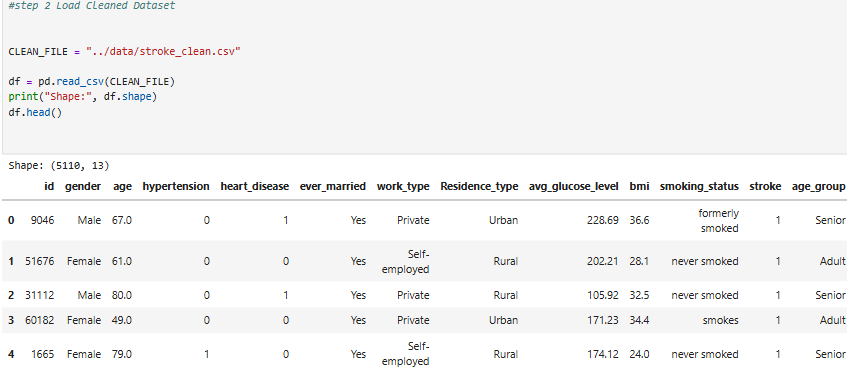 #step 2 Load Cleaned Dataset
CLEAN_FILE = "../data/stroke_clean.csv"
df = pd.read_csv(CLEAN_FILE)
print("Shape:", df.shape)
df.head()
Shape: (5110, 13)
id gender age hypertension heart_disease ever_married work_type Residence_type avg_glucose_level bmi smoking_status stroke age_group
0 9046 Male 67.0 0 1 Yes Private Urban 228.69 36.6 formerly smoked 1 Senior
1 51676 Female 61.0 0 0 Yes Self-employed Rural 202.21 28.1 never smoked 1 Adult
2 31112 Male 80.0 0 1 Yes Private Rural 105.92 32.5 never smoked 1 Senior
3 60182 Female 49.0 0 0 Yes Private Urban 171.23 34.4 smokes 1 Adult
4 1665 Female 79.0 1 0 Yes Self-employed Rural 174.12 24.0 never smoked 1 Senior